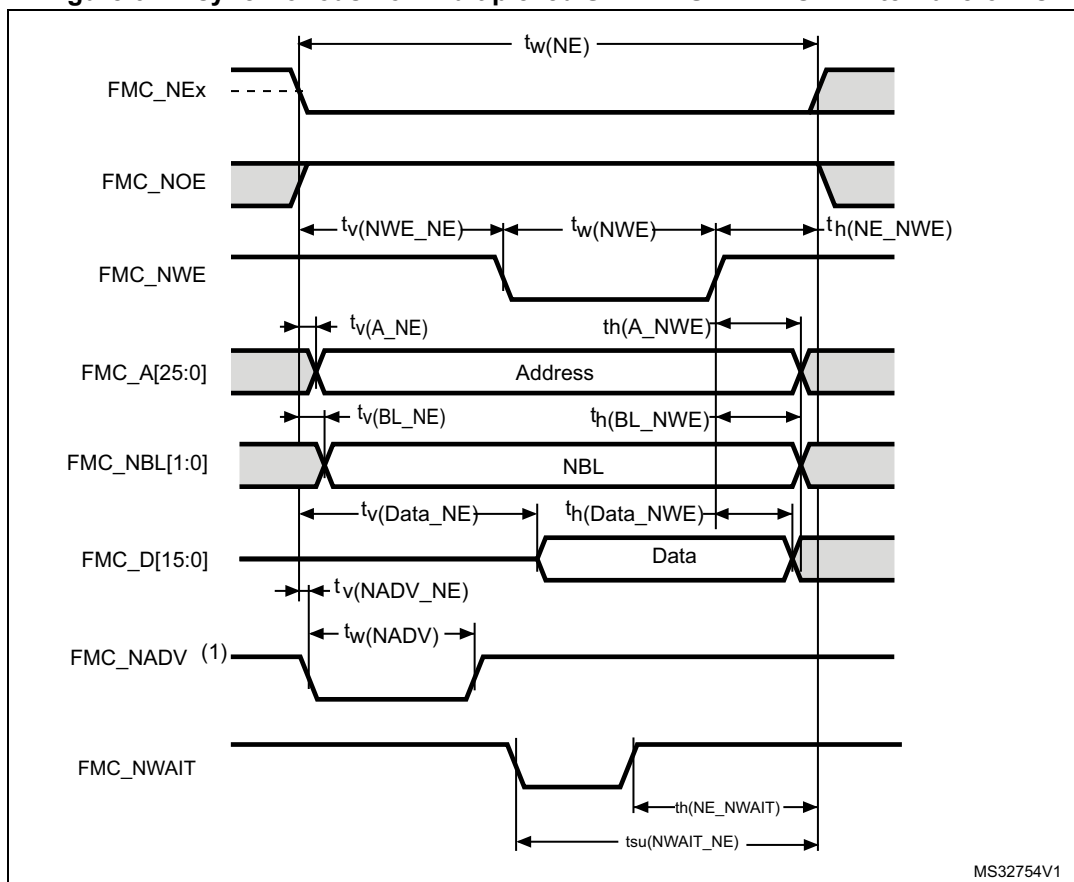 tw(NE)
FMC_NEx
FMC_NOE
tv(NWE_NE)
tw(NWE)
th(NE_NWE)
FMC_NWE
tv(A_NE)
th(A_NWE)
FMC_A[25:0]
Address
tv(BL_NE)
th(BL_NWE)
FMC_NBL[1:0]
NBL
tv(Data_NE)
th(Data_NWE)
FMC_D[15:0]
Data
tv(NADV_NE)
tw(NADV)
FMC_NADV (1)
FMC_NWAIT
th(NE_NWAIT)
tsu(NWAIT_NE)
MS32754V1